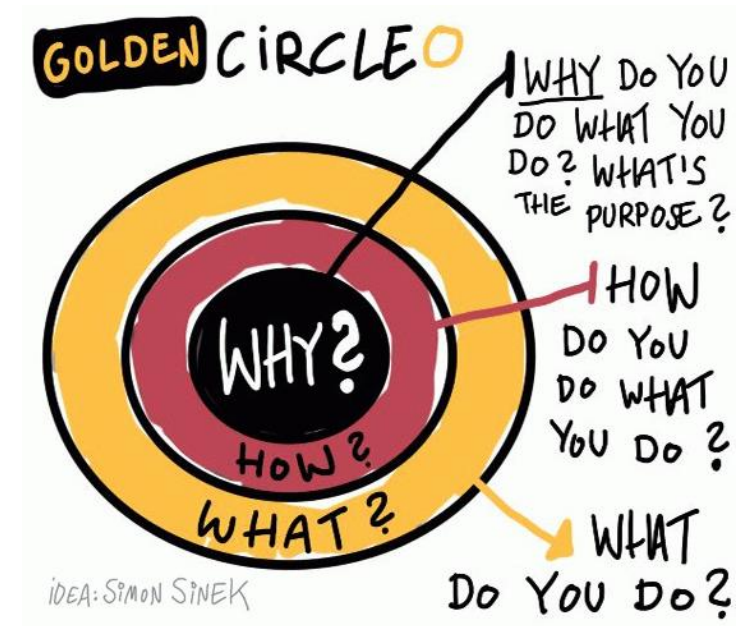 GOLDEN CiRCLE
WHY DO YOU
DO WHAT YOU
DO? WHAT'S
THE PURPOSE?
HOW
DO YOU
DO WHAT
YOU DO?
WHAT
DO YOU DO?
WHY?
HOW?
WHAT?
iDEA: SiMON SiNEK